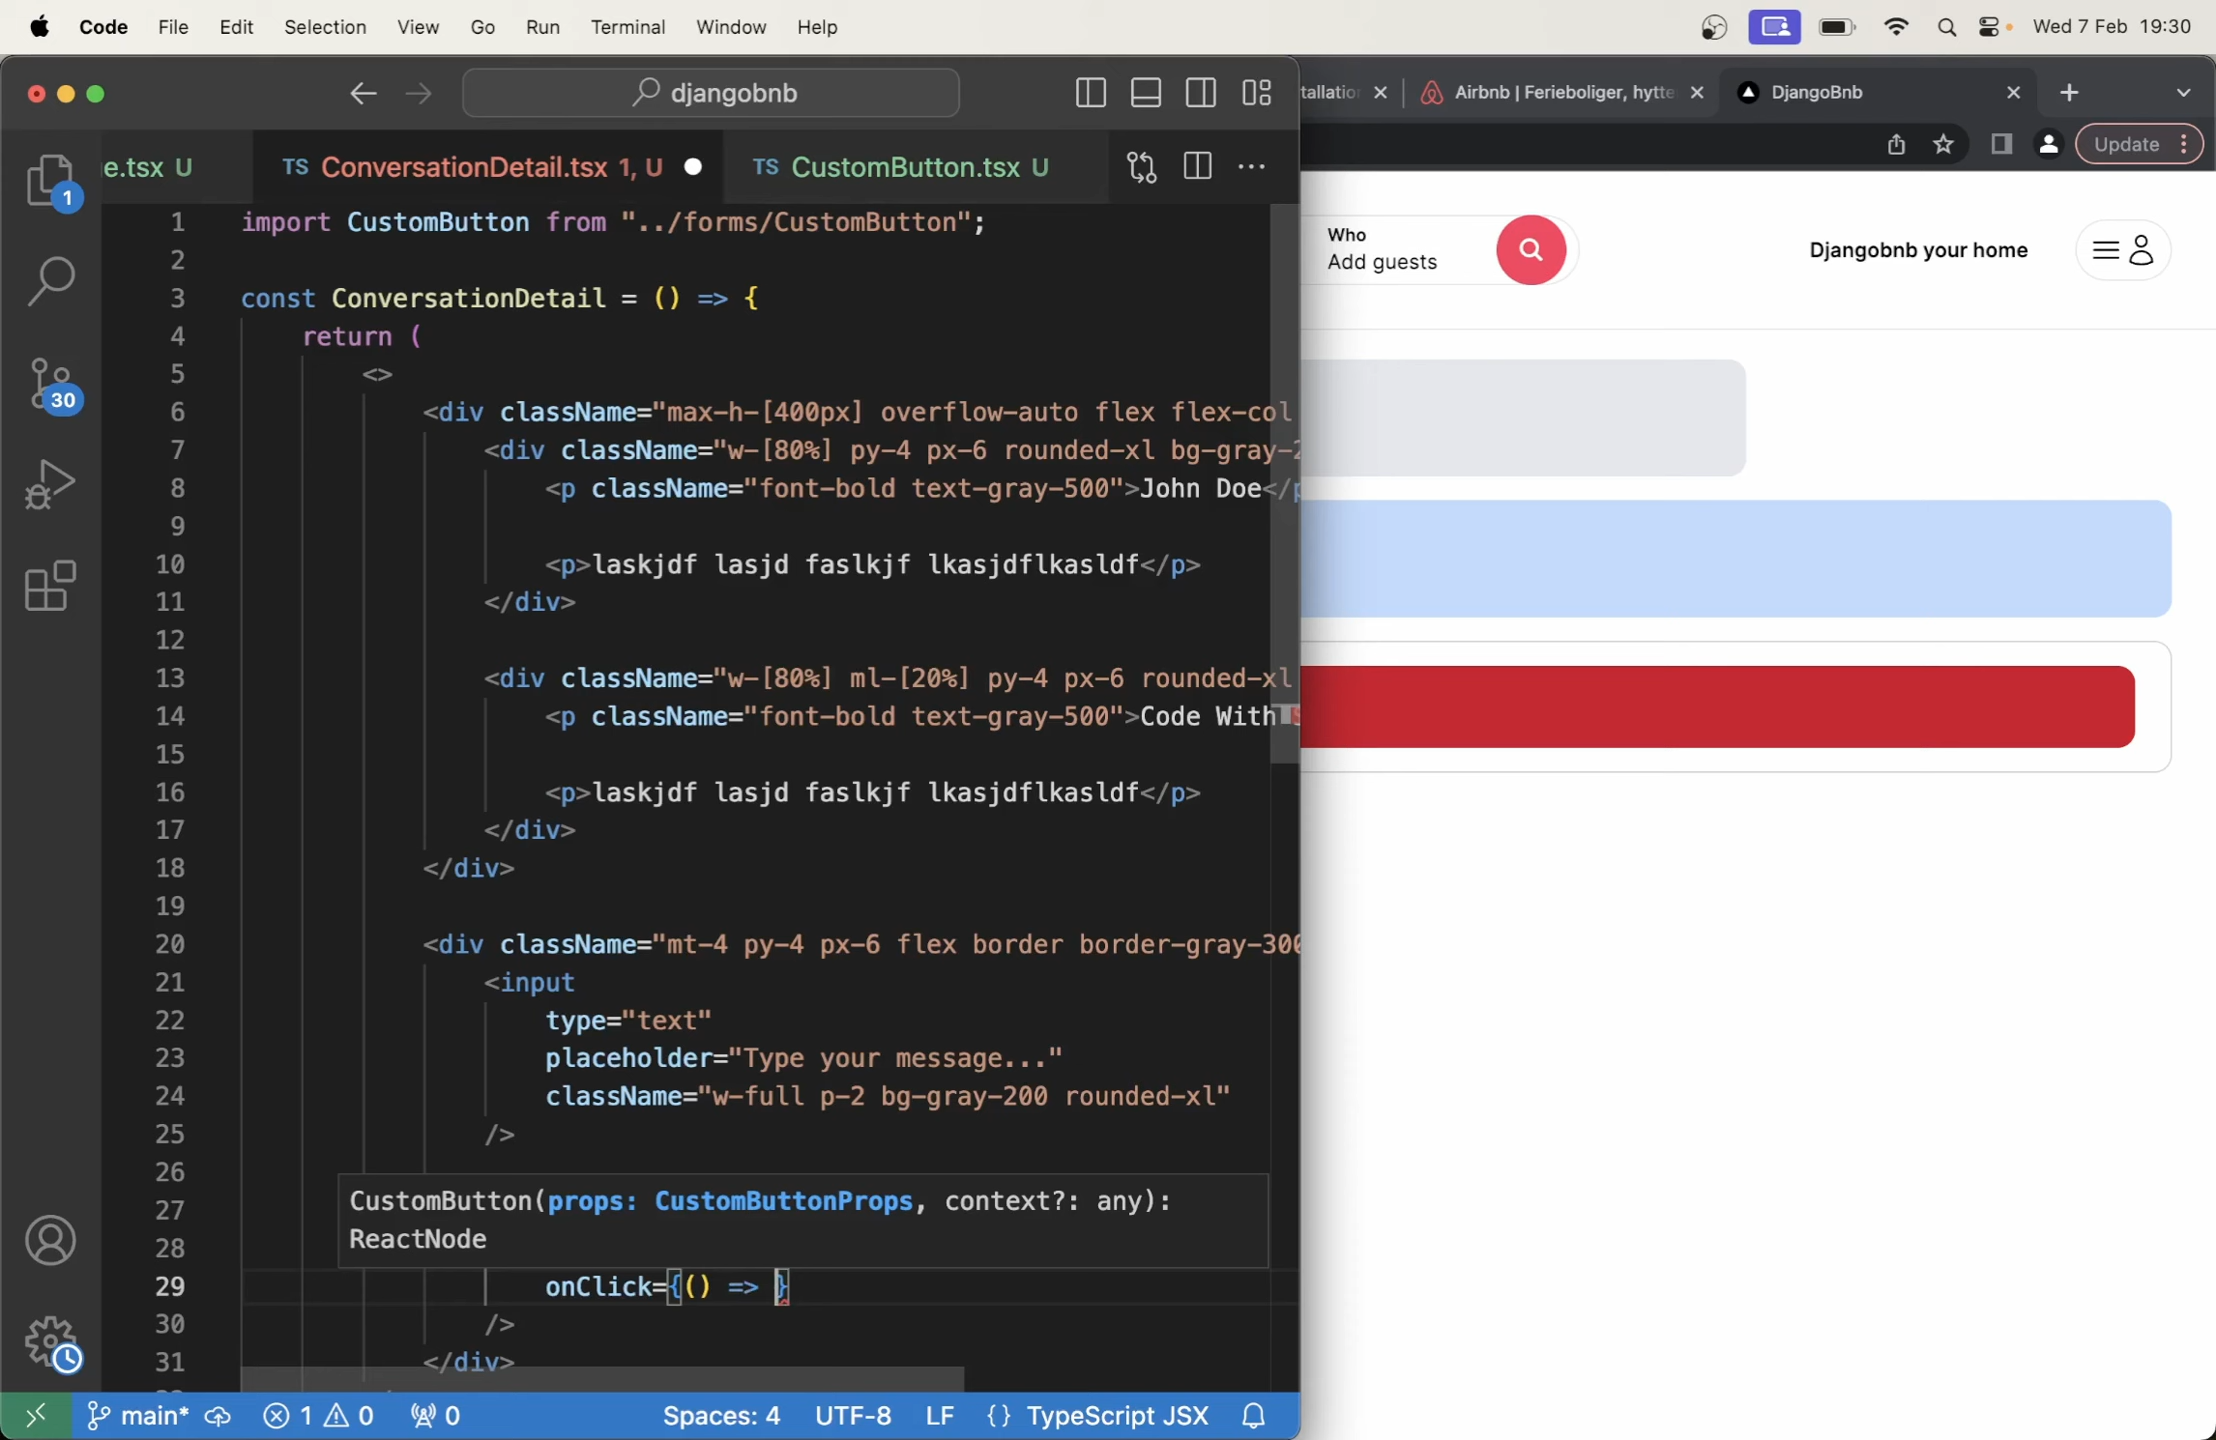 Code File Edit Selection View Go Run Terminal Window Help Wed 7 Feb 19:30
djangobnb
Airbnb | Ferieboliger, hytte
DjangoBnb
Update
e.tsx U
TS ConversationDetail.tsx 1, U
TS CustomButton.tsx U
1
30
1 import CustomButton from "../forms/CustomButton";
2
3 const ConversationDetail = () => {
4 return (
5 <>
6 <div className="max-h-[400px] overflow-auto flex flex-col
7 <div className="w-[80%] py-4 px-6 rounded-xl bg-gray-2
8 <p className="font-bold text-gray-500">John Doe</p
9
10 <p>laskjdf lasjd faslkjf lkasjdflkasldf</p>
11 </div>
12
13 <div className="w-[80%] ml-[20%] py-4 px-6 rounded-xl
14 <p className="font-bold text-gray-500">Code With
15
16 <p>laskjdf lasjd faslkjf lkasjdflkasldf</p>
17 </div>
18 </div>
19
20 <div className="mt-4 py-4 px-6 flex border border-gray-300
21 <input
22 type="text"
23 placeholder="Type your message..."
24 className="w-full p-2 bg-gray-200 rounded-xl"
25 />
26
27
28
CustomButton(props: CustomButtonProps, context?: any):
ReactNode
29 onClick={() => }
30 />
31 </div>
main* 1 0 0 Spaces: 4 UTF-8 LF {} TypeScript JSX
Who
Add guests
Djangobnb your home